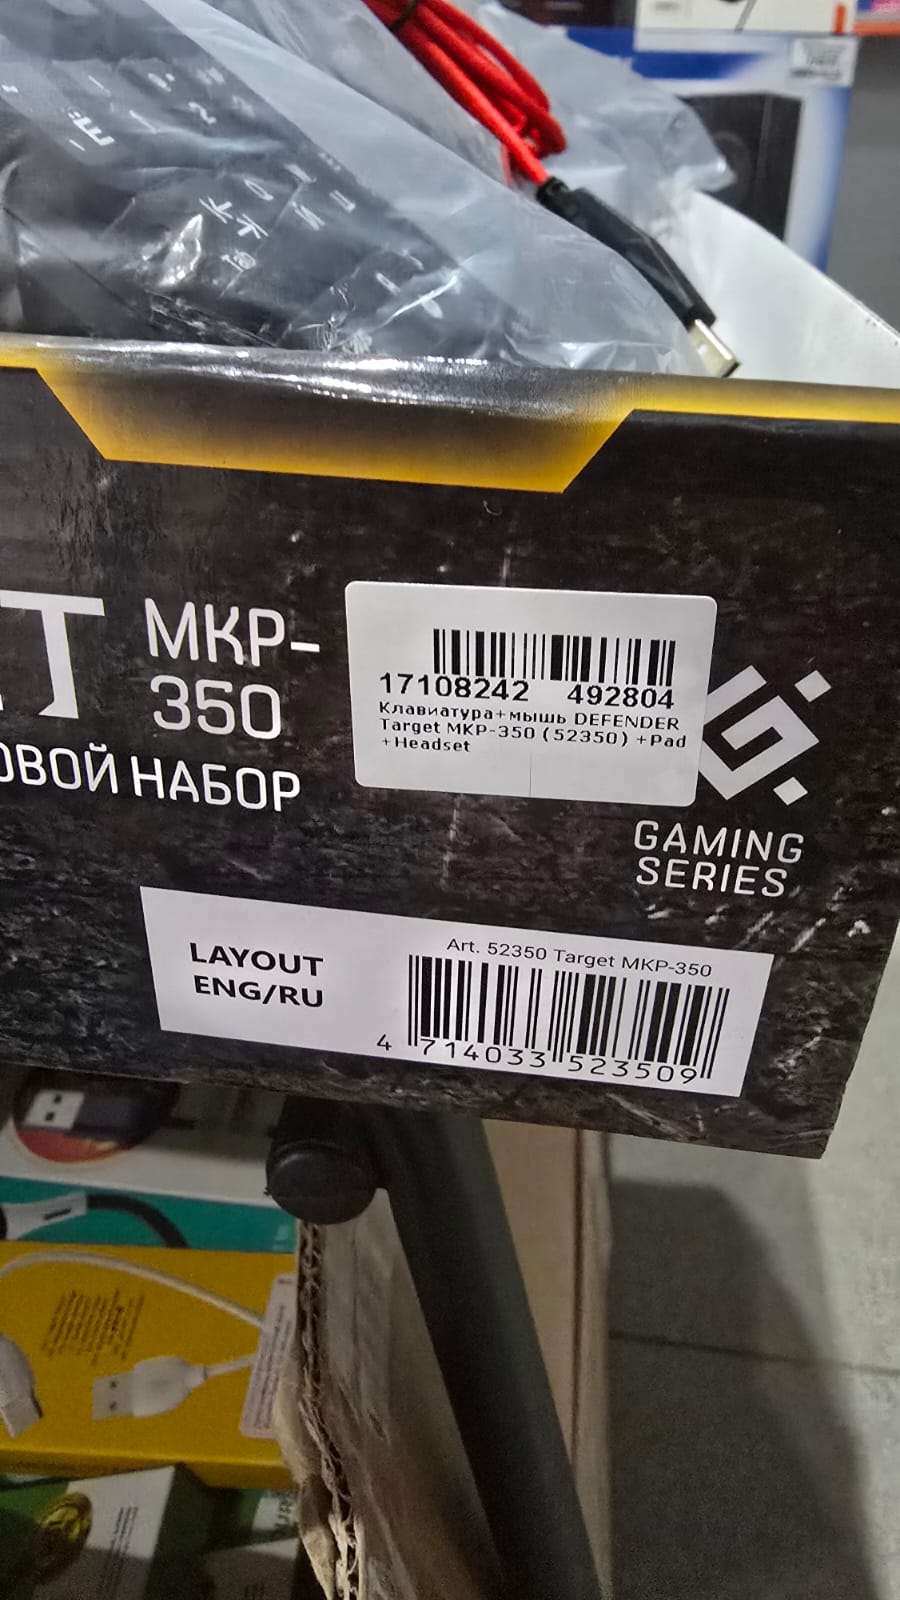 T MKP-
350
ОВОЙ НАБОР
17108242 492804
Клавиатура+мышь DEFENDER
Target MKP-350 (52350) +Pad
+Headset
GAMING
SERIES
LAYOUT
ENG/RU
Art. 52350 Target MKP-350
4 714033 523509